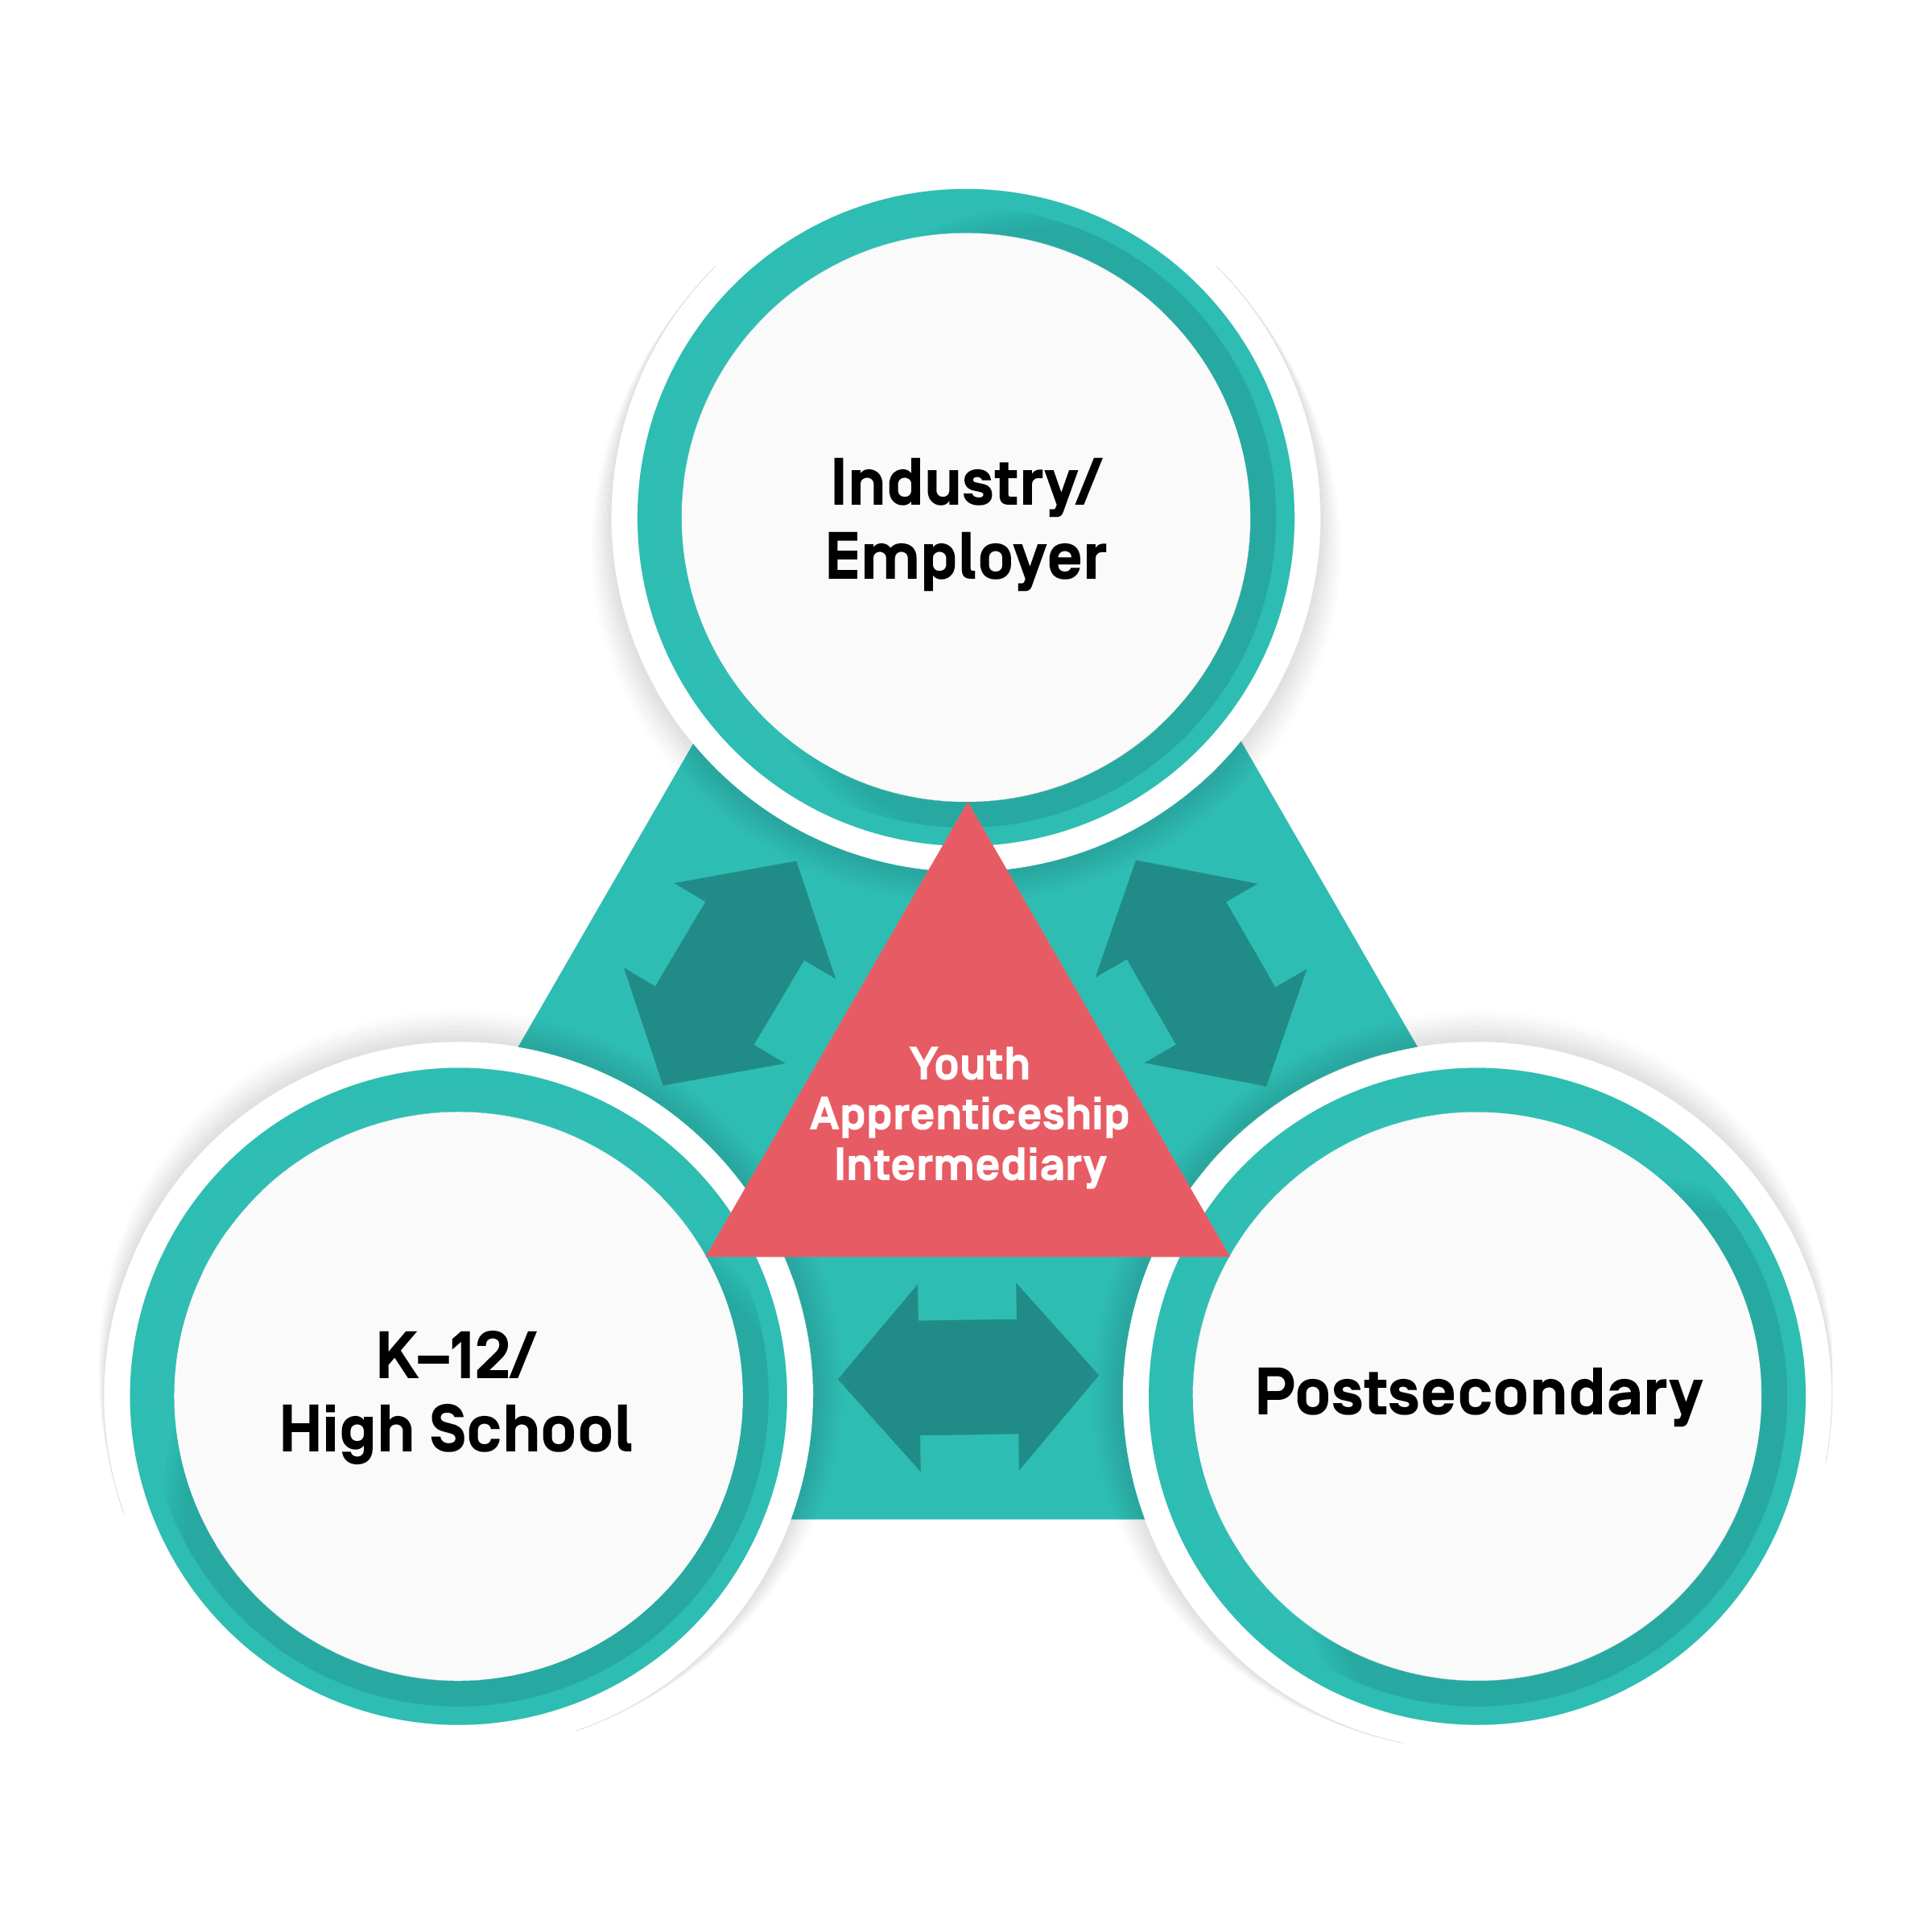 Industry/
Employer
Youth
Apprenticeship
Intermediary
K–12/
High School
Postsecondary